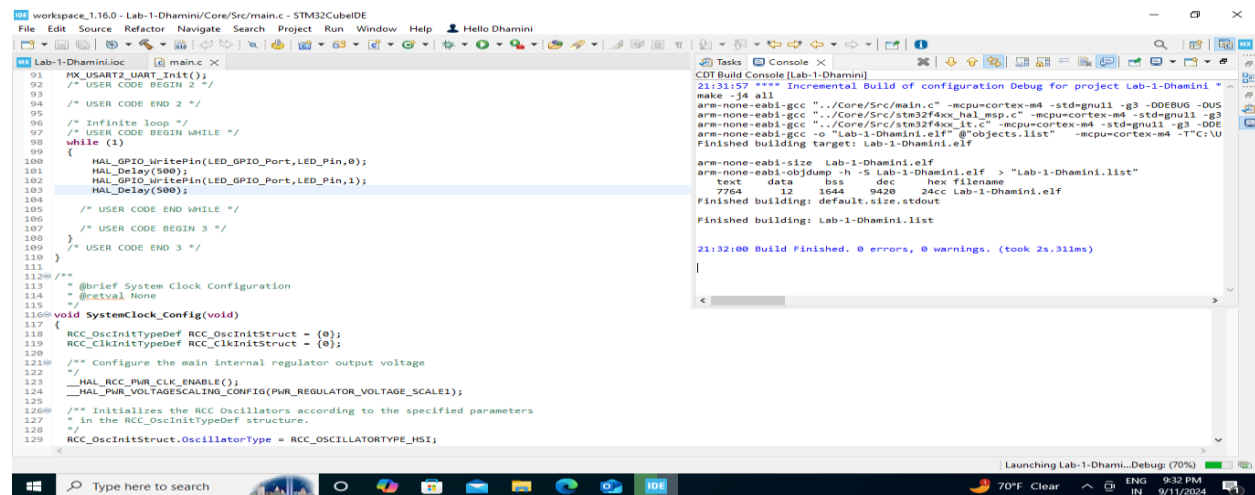 workspace_1.16.0 - Lab-1-Dhamini/Core/Src/main.c - STM32CubeIDE
File Edit Source Refactor Navigate Search Project Run Window Help Hello Dhamini
Lab-1-Dhamini.ioc main.c
91 MX_USART2_UART_Init();
92 /* USER CODE BEGIN 2 */
93
94 /* USER CODE END 2 */
95
96 /* Infinite loop */
97 /* USER CODE BEGIN WHILE */
98 while (1)
99 {
100 HAL_GPIO_WritePin(LED_GPIO_Port,LED_Pin,0);
101 HAL_Delay(500);
102 HAL_GPIO_WritePin(LED_GPIO_Port,LED_Pin,1);
103 HAL_Delay(500);
104
105 /* USER CODE END WHILE */
106
107 /* USER CODE BEGIN 3 */
108 }
109 /* USER CODE END 3 */
110 }
111
112 /**
113 * @brief System Clock Configuration
114 * @retval None
115 */
116 void SystemClock_Config(void)
117 {
118 RCC_OscInitTypeDef RCC_OscInitStruct = {0};
119 RCC_ClkInitTypeDef RCC_ClkInitStruct = {0};
120
121 /** Configure the main internal regulator output voltage
122 */
123 __HAL_RCC_PWR_CLK_ENABLE();
124 __HAL_PWR_VOLTAGESCALING_CONFIG(PWR_REGULATOR_VOLTAGE_SCALE1);
125
126 /** Initializes the RCC Oscillators according to the specified parameters
127 * in the RCC_OscInitTypeDef structure.
128 */
129 RCC_OscInitStruct.OscillatorType = RCC_OSCILLATORTYPE_HSI;
Tasks Console
CDT Build Console [Lab-1-Dhamini]
21:31:57 **** Incremental Build of configuration Debug for project Lab-1-Dhamini *
make -j4 all
arm-none-eabi-gcc "../Core/Src/main.c" -mcpu=cortex-m4 -std=gnu11 -g3 -DDEBUG -DUS
arm-none-eabi-gcc "../Core/Src/stm32f4xx_hal_msp.c" -mcpu=cortex-m4 -std=gnu11 -g3
arm-none-eabi-gcc "../Core/Src/stm32f4xx_it.c" -mcpu=cortex-m4 -std=gnu11 -g3 -DDE
arm-none-eabi-gcc -o "Lab-1-Dhamini.elf" @"objects.list" -mcpu=cortex-m4 -T"C:\U
Finished building target: Lab-1-Dhamini.elf
arm-none-eabi-size Lab-1-Dhamini.elf
arm-none-eabi-objdump -h -S Lab-1-Dhamini.elf > "Lab-1-Dhamini.list"
text data bss dec hex filename
7764 12 1644 9420 24cc Lab-1-Dhamini.elf
Finished building: default.size.stdout
Finished building: Lab-1-Dhamini.list
21:32:00 Build Finished. 0 errors, 0 warnings. (took 2s.311ms)
Launching Lab-1-Dhami...Debug: (70%)
Type here to search
IDE
70°F Clear
ENG
IN
9:32 PM
9/11/2024